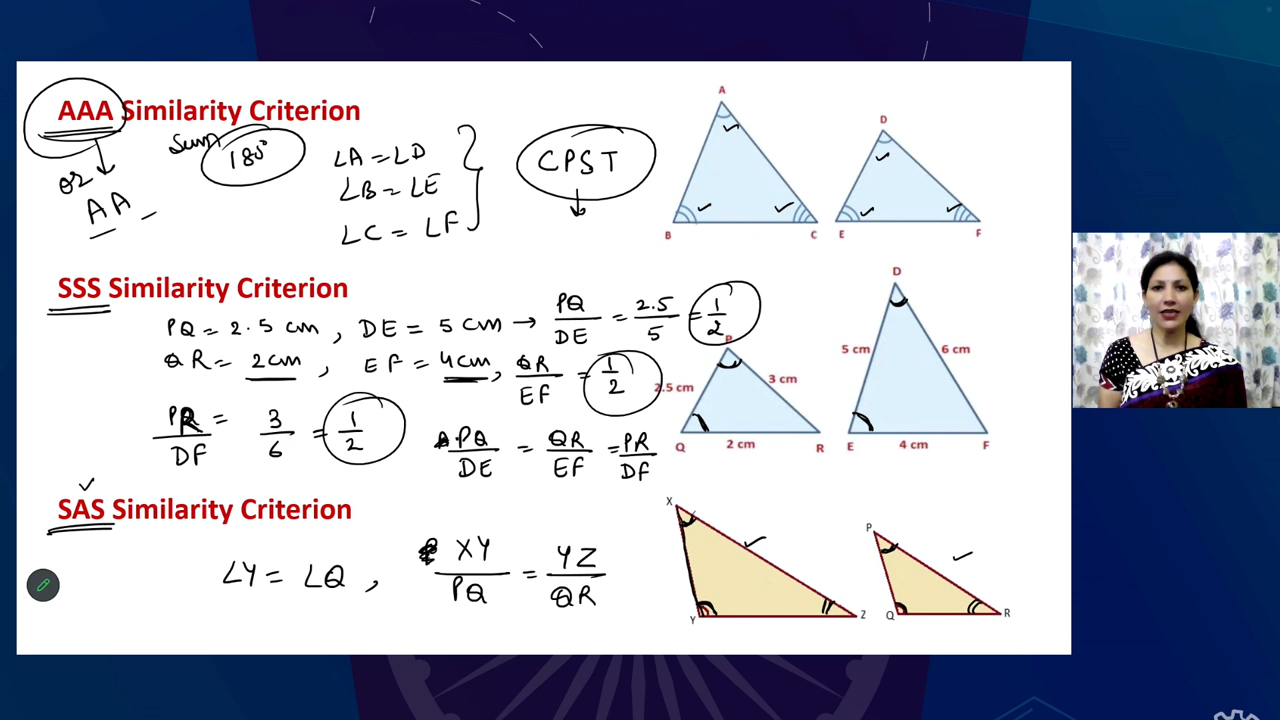 AAA Similarity Criterion
Sum 180°
or AA
∠A = ∠D
∠B = ∠E
∠C = ∠F
CPST
A
B
C
D
E
F
SSS Similarity Criterion
PQ = 2.5 cm, DE = 5 cm → PQ/DE = 2.5/5 = 1/2
QR = 2cm, EF = 4cm, QR/EF = 1/2
PR/DF = 3/6 = 1/2
PQ/DE = QR/EF = PR/DF
P
2.5 cm
3 cm
Q
2 cm
R
D
5 cm
6 cm
E
4 cm
F
SAS Similarity Criterion
∠Y = ∠Q, XY/PQ = YZ/QR
X
Y
Z
P
Q
R